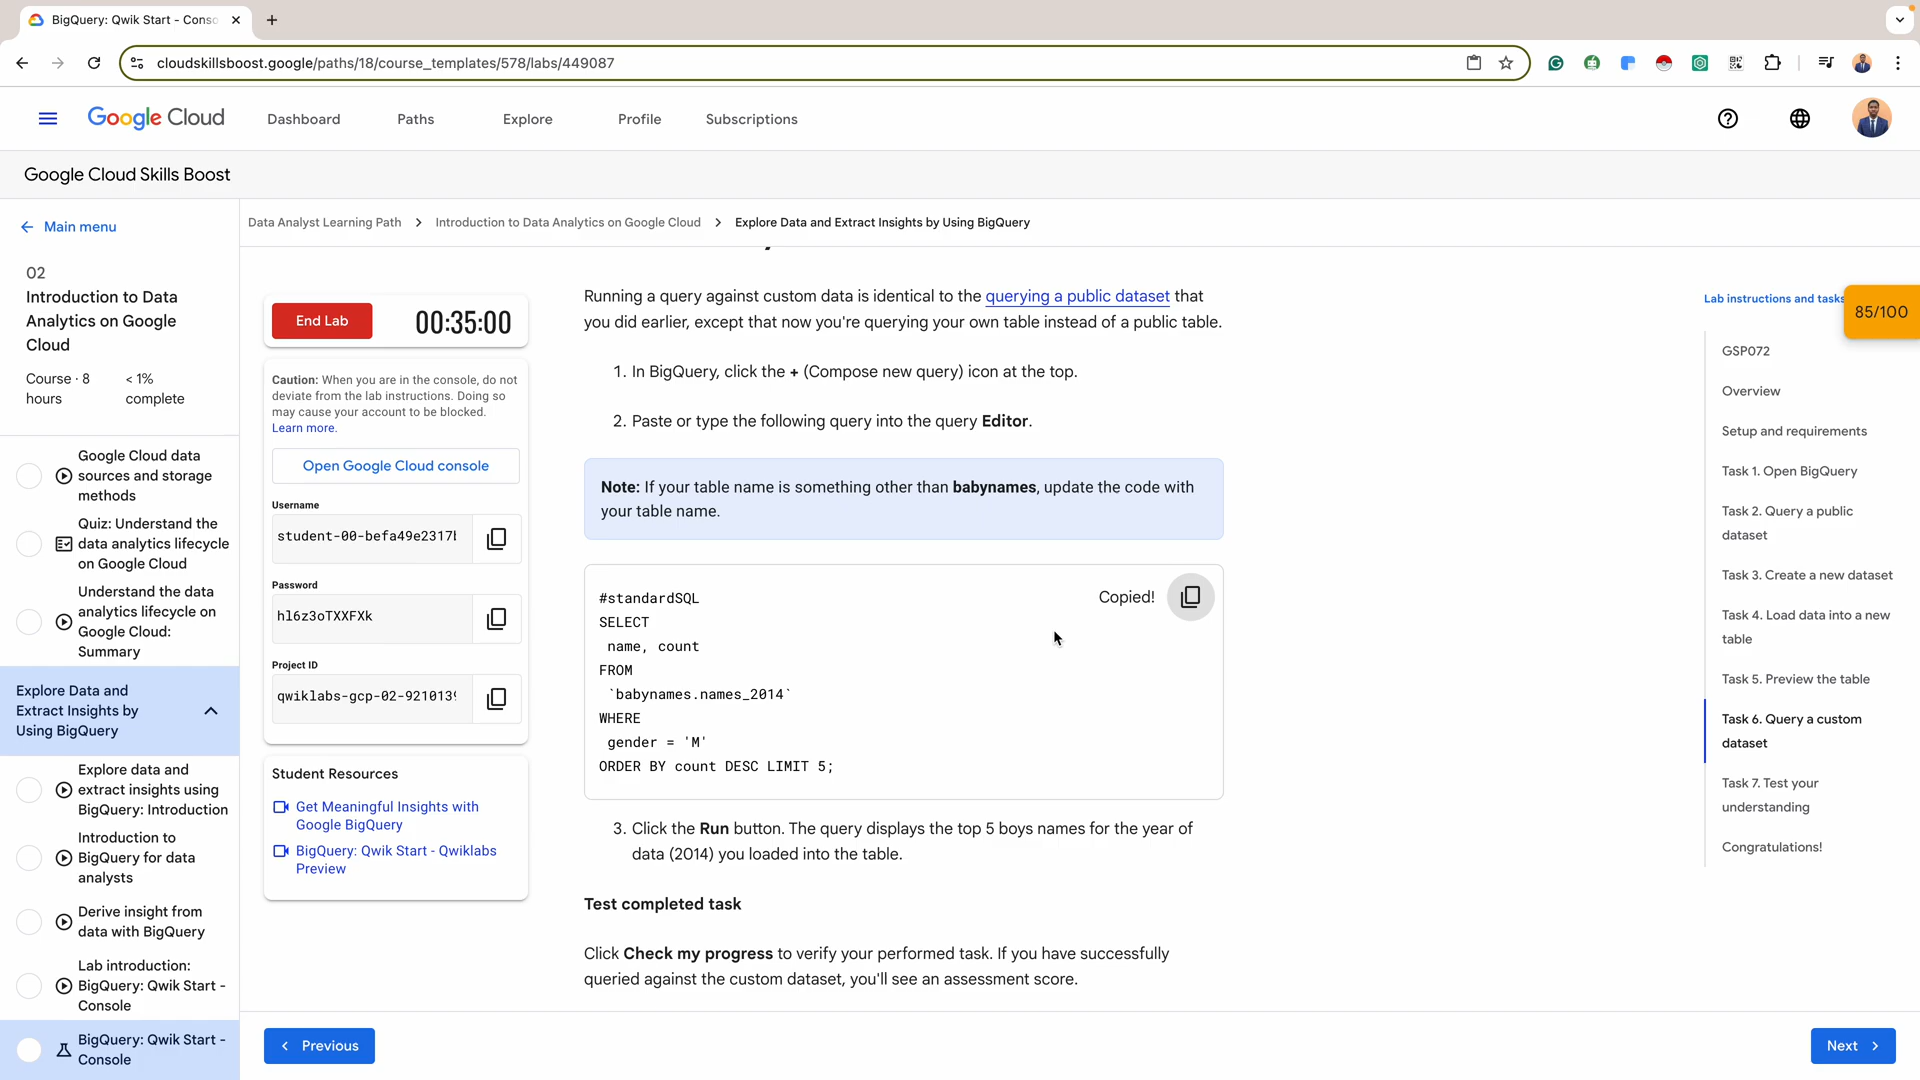 BigQuery: Qwik Start - Conso
cloudskillsboost.google/paths/18/course_templates/578/labs/449087
Google Cloud
Dashboard
Paths
Explore
Profile
Subscriptions
Google Cloud Skills Boost
Main menu
02
Introduction to Data
Analytics on Google
Cloud
Course · 8
hours
< 1%
complete
Google Cloud data
sources and storage
methods
Quiz: Understand the
data analytics lifecycle
on Google Cloud
Understand the data
analytics lifecycle on
Google Cloud:
Summary
Explore Data and
Extract Insights by
Using BigQuery
Explore data and
extract insights using
BigQuery: Introduction
Introduction to
BigQuery for data
analysts
Derive insight from
data with BigQuery
Lab introduction:
BigQuery: Qwik Start -
Console
BigQuery: Qwik Start -
Console
Data Analyst Learning Path > Introduction to Data Analytics on Google Cloud > Explore Data and Extract Insights by Using BigQuery
End Lab
00:35:00
Caution: When you are in the console, do not
deviate from the lab instructions. Doing so
may cause your account to be blocked.
Learn more.
Open Google Cloud console
Username
student-00-befa49e2317
Password
hl6z3oTXXFXk
Project ID
qwiklabs-gcp-02-921013
Student Resources
Get Meaningful Insights with
Google BigQuery
BigQuery: Qwik Start - Qwiklabs
Preview
Running a query against custom data is identical to the querying a public dataset that
you did earlier, except that now you're querying your own table instead of a public table.
1. In BigQuery, click the + (Compose new query) icon at the top.
2. Paste or type the following query into the query Editor.
Note: If your table name is something other than babynames, update the code with
your table name.
Copied!
#standardSQL
SELECT
name, count
FROM
`babynames.names_2014`
WHERE
gender = 'M'
ORDER BY count DESC LIMIT 5;
3. Click the Run button. The query displays the top 5 boys names for the year of
data (2014) you loaded into the table.
Test completed task
Click Check my progress to verify your performed task. If you have successfully
queried against the custom dataset, you'll see an assessment score.
Lab instructions and tasks
85/100
GSP072
Overview
Setup and requirements
Task 1. Open BigQuery
Task 2. Query a public
dataset
Task 3. Create a new dataset
Task 4. Load data into a new
table
Task 5. Preview the table
Task 6. Query a custom
dataset
Task 7. Test your
understanding
Congratulations!
Previous
Next